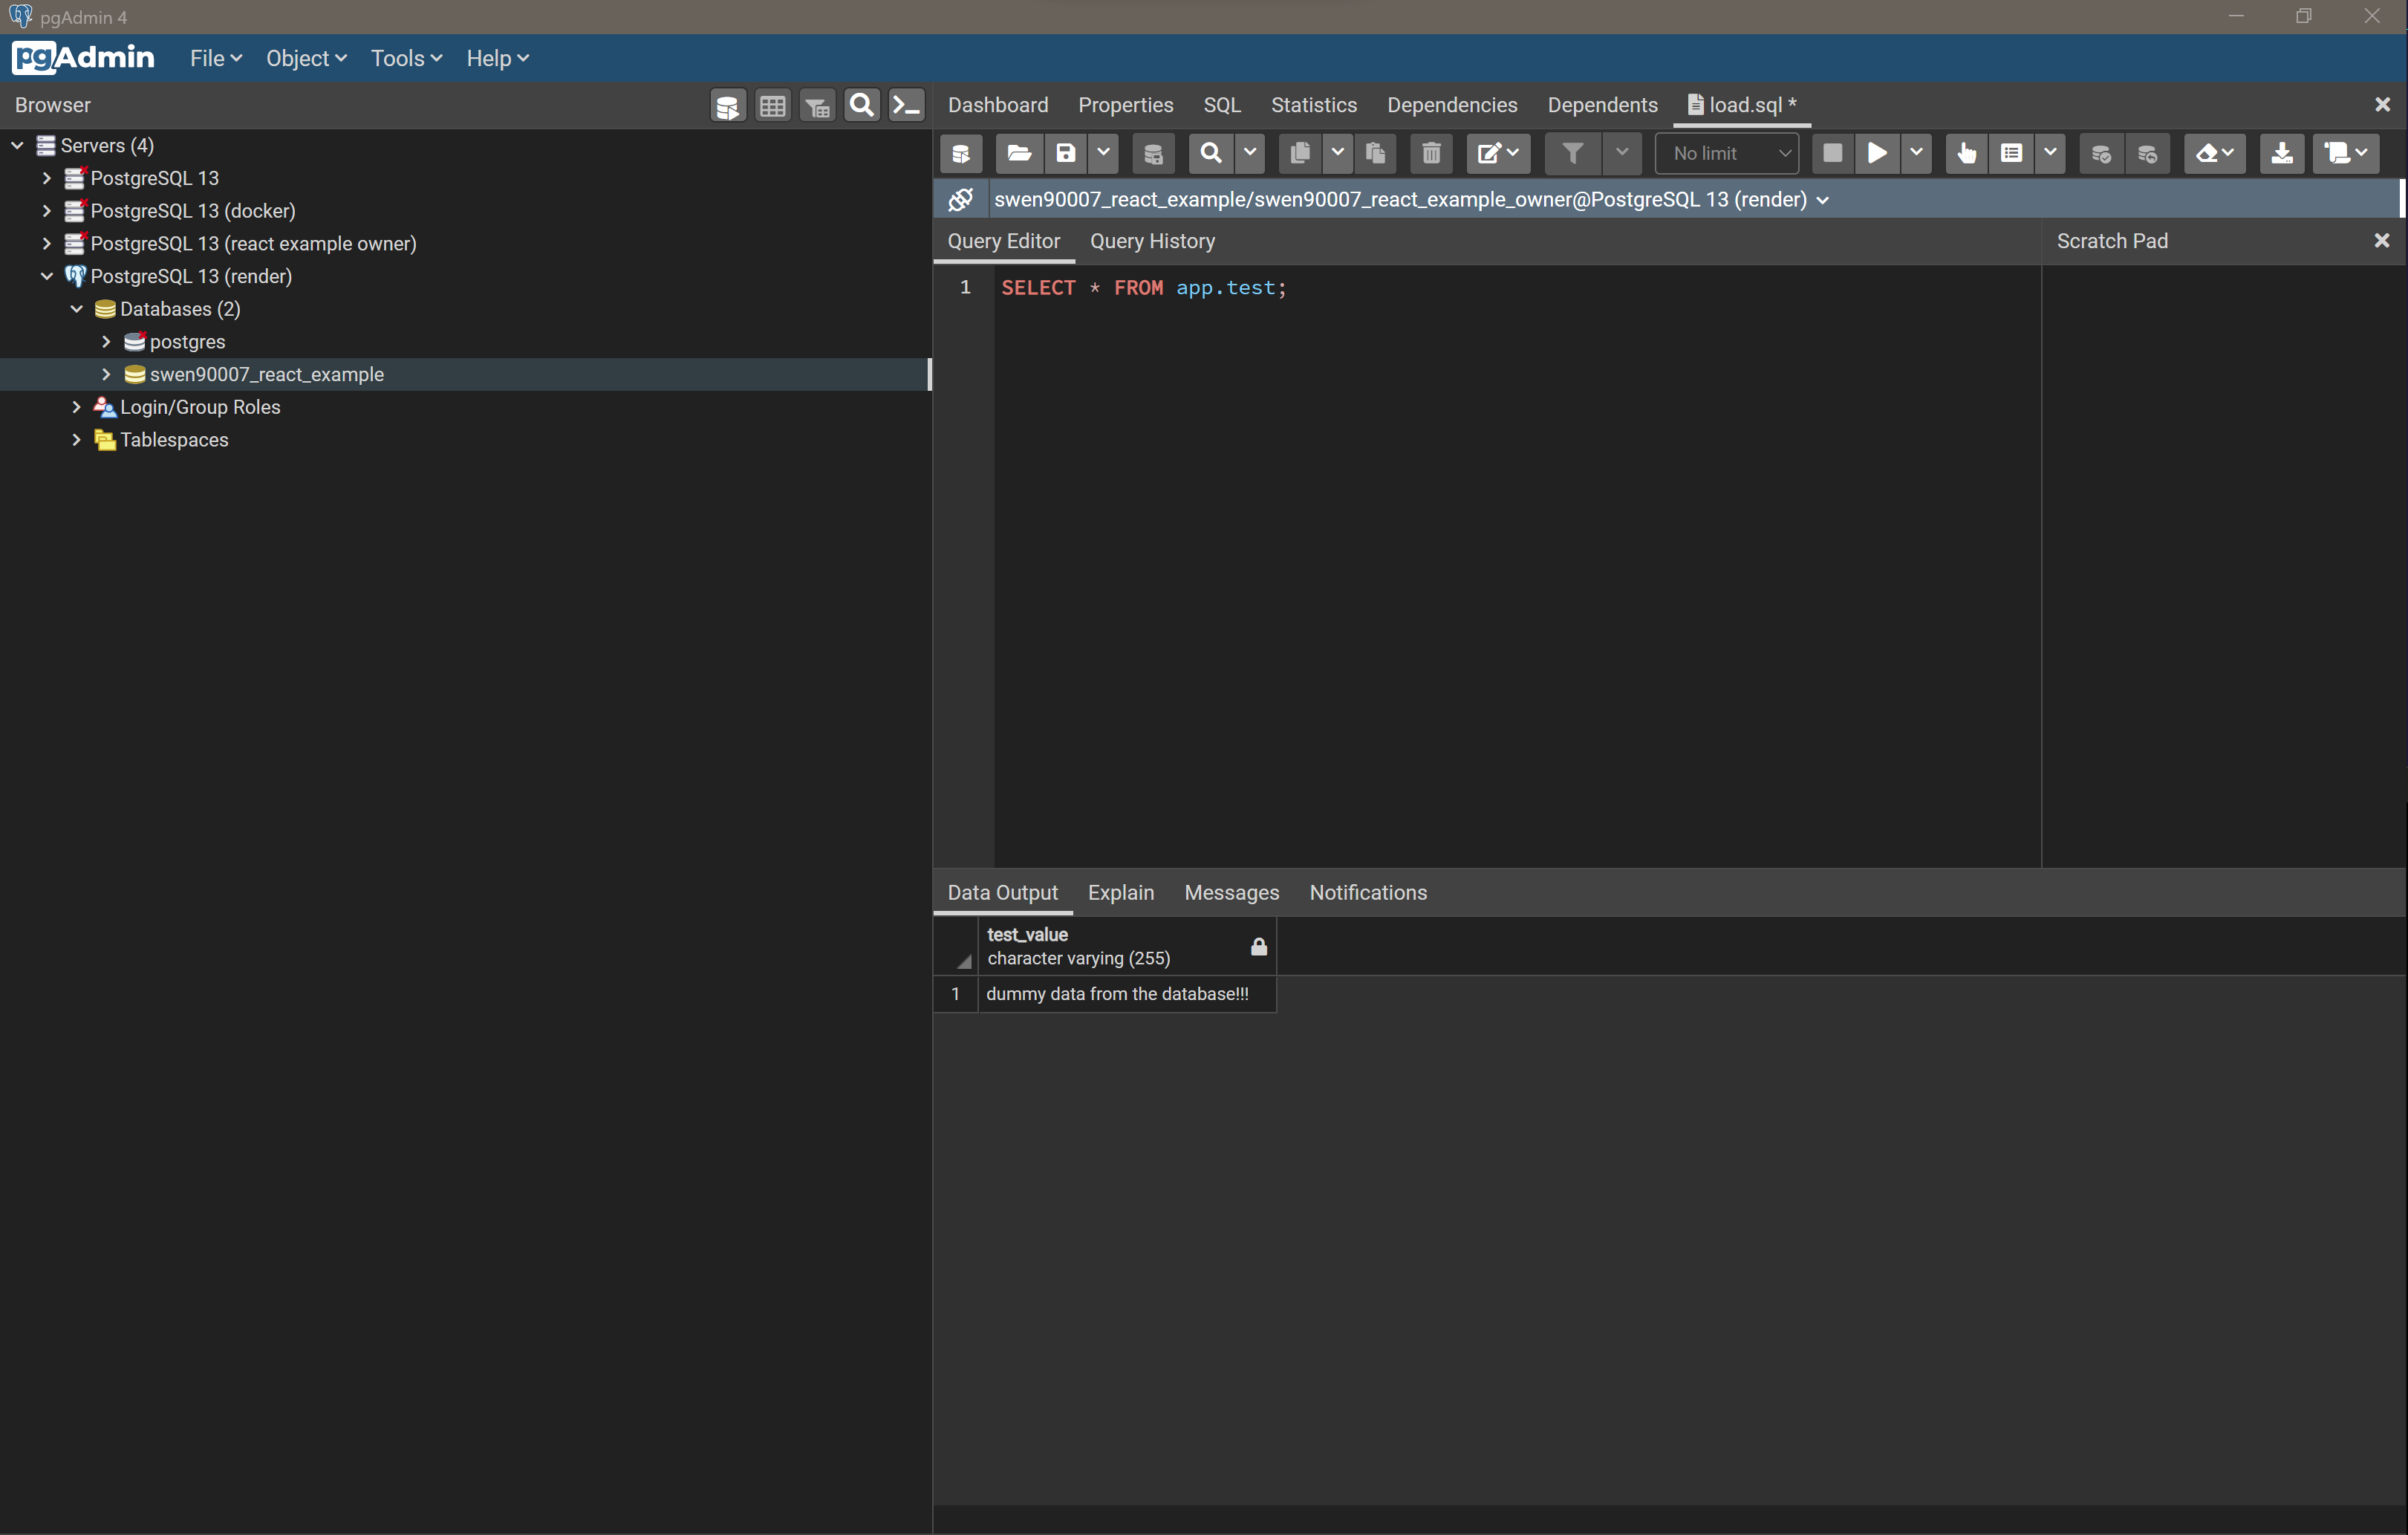 pgAdmin 4
pgAdmin File Object Tools Help
Browser
Servers (4)
PostgreSQL 13
PostgreSQL 13 (docker)
PostgreSQL 13 (react example owner)
PostgreSQL 13 (render)
Databases (2)
postgres
swen90007_react_example
Login/Group Roles
Tablespaces
Dashboard Properties SQL Statistics Dependencies Dependents load.sql *
No limit
swen90007_react_example/swen90007_react_example_owner@PostgreSQL 13 (render)
Query Editor Query History Scratch Pad
1 SELECT * FROM app.test;
Data Output Explain Messages Notifications
test_value
character varying (255)
1 dummy data from the database!!!